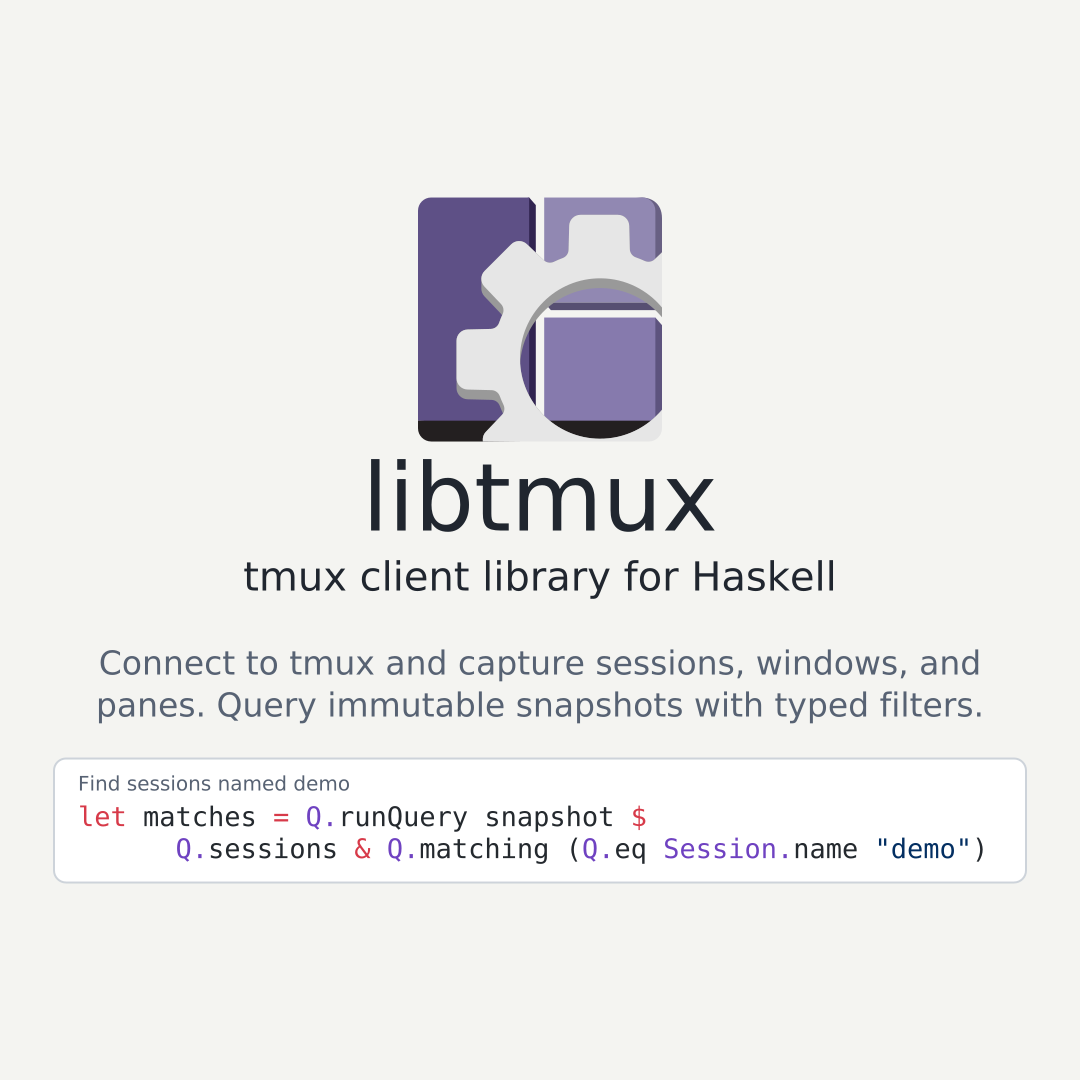 libtmux
tmux client library for Haskell
Connect to tmux and capture sessions, windows, and
panes. Query immutable snapshots with typed filters.
Find sessions named demo
let matches = Q.runQuery snapshot $
      Q.sessions & Q.matching (Q.eq Session.name "demo")